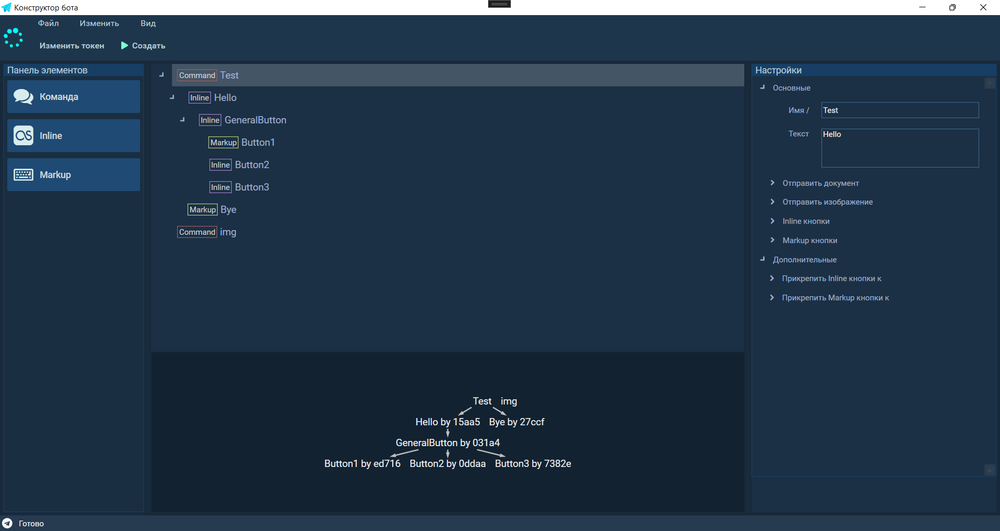 Конструктор бота
Файл Изменить Вид
Изменить токен Создать
Панель элементов
Команда
Inline
Markup
Command Test
Inline Hello
Inline GeneralButton
Markup Button1
Inline Button2
Inline Button3
Markup Bye
Command img
Test img
Hello by 15aa5 Bye by 27ccf
GeneralButton by 031a4
Button1 by ed716 Button2 by 0ddaa Button3 by 7382e
Настройки
Основные
Имя / Test
Текст Hello
Отправить документ
Отправить изображение
Inline кнопки
Markup кнопки
Дополнительные
Прикрепить Inline кнопки к
Прикрепить Markup кнопки к
Готово